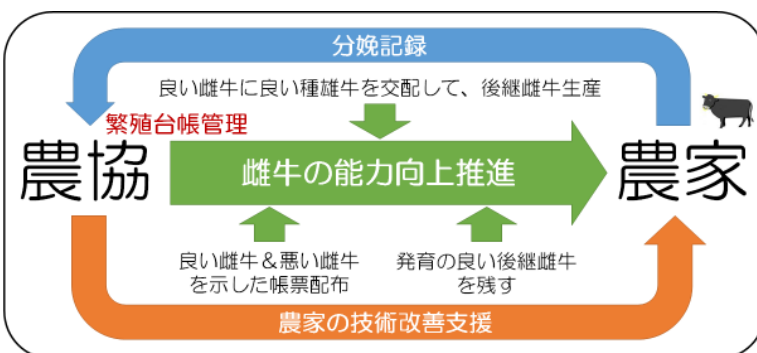 分娩記録
良い雌牛に良い種雄牛を交配して、後継雌牛生産
繁殖台帳管理
農協
雌牛の能力向上推進
農家
良い雌牛&悪い雌牛
を示した帳票配布
発育の良い後継雌牛
を残す
農家の技術改善支援